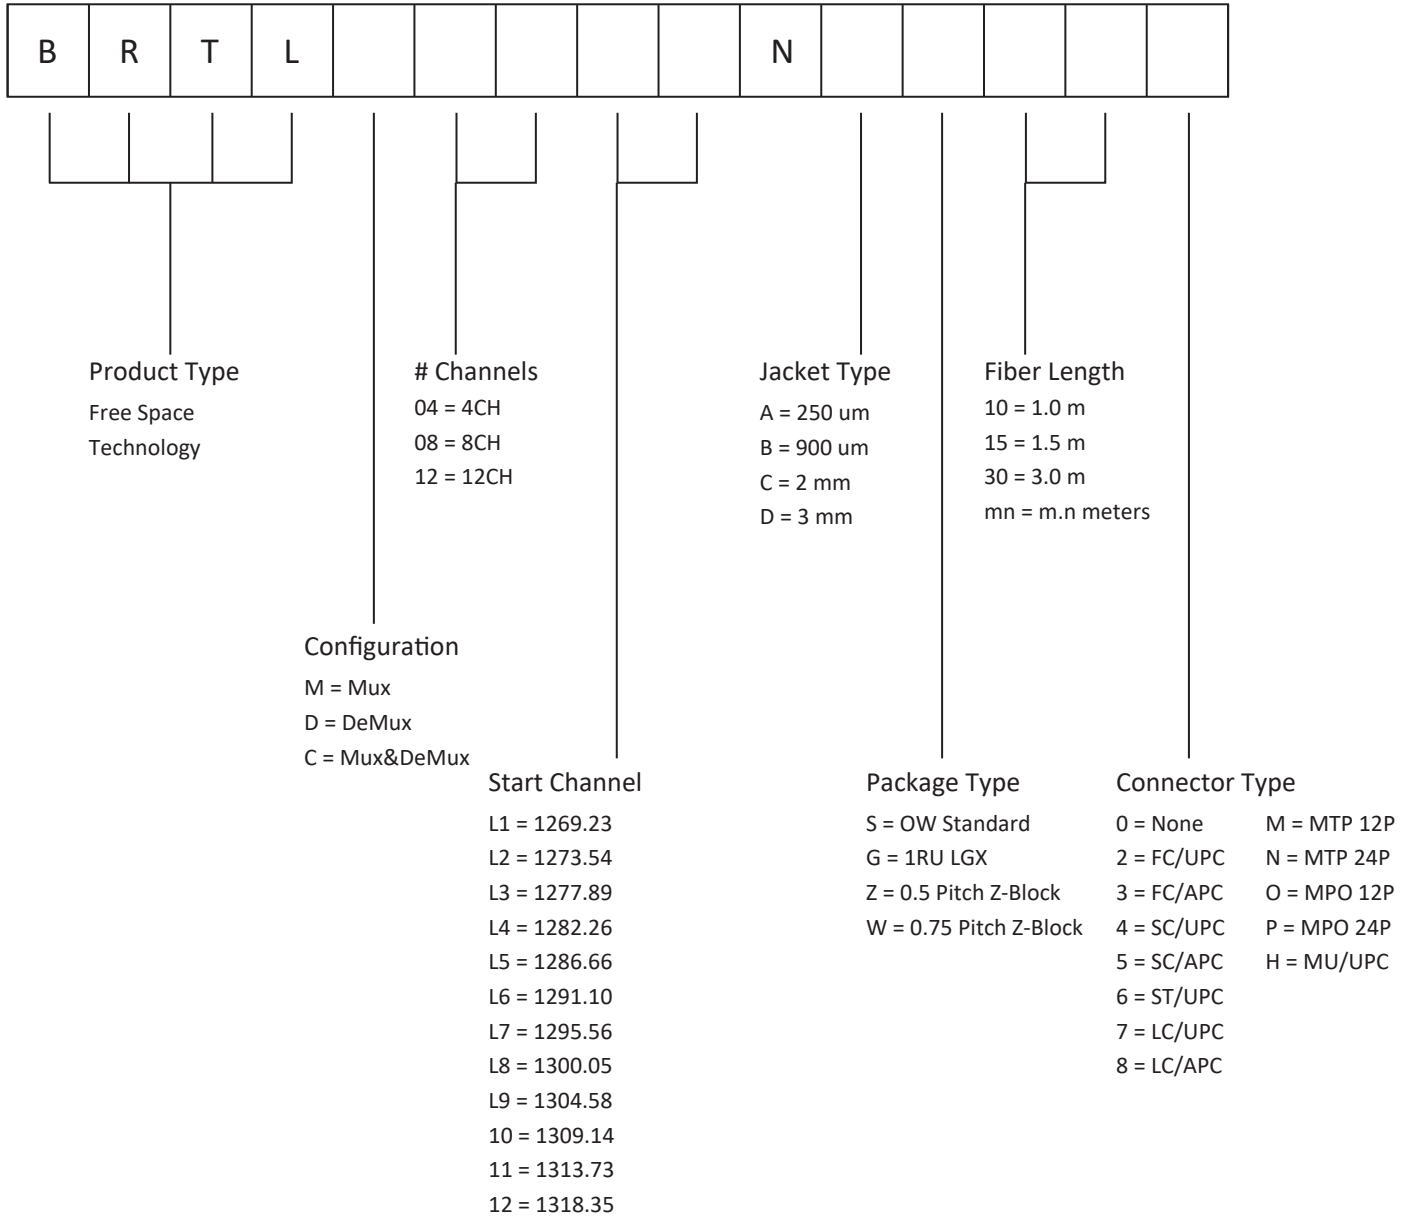 B R T L N
Product Type
Free Space
Technology
# Channels
04 = 4CH
08 = 8CH
12 = 12CH
Jacket Type
A = 250 um
B = 900 um
C = 2 mm
D = 3 mm
Fiber Length
10 = 1.0 m
15 = 1.5 m
30 = 3.0 m
mn = m.n meters
Configuration
M = Mux
D = DeMux
C = Mux&DeMux
Start Channel
L1 = 1269.23
L2 = 1273.54
L3 = 1277.89
L4 = 1282.26
L5 = 1286.66
L6 = 1291.10
L7 = 1295.56
L8 = 1300.05
L9 = 1304.58
10 = 1309.14
11 = 1313.73
12 = 1318.35
Package Type
S = OW Standard
G = 1RU LGX
Z = 0.5 Pitch Z-Block
W = 0.75 Pitch Z-Block
Connector Type
0 = None
2 = FC/UPC
3 = FC/APC
4 = SC/UPC
5 = SC/APC
6 = ST/UPC
7 = LC/UPC
8 = LC/APC
M = MTP 12P
N = MTP 24P
O = MPO 12P
P = MPO 24P
H = MU/UPC